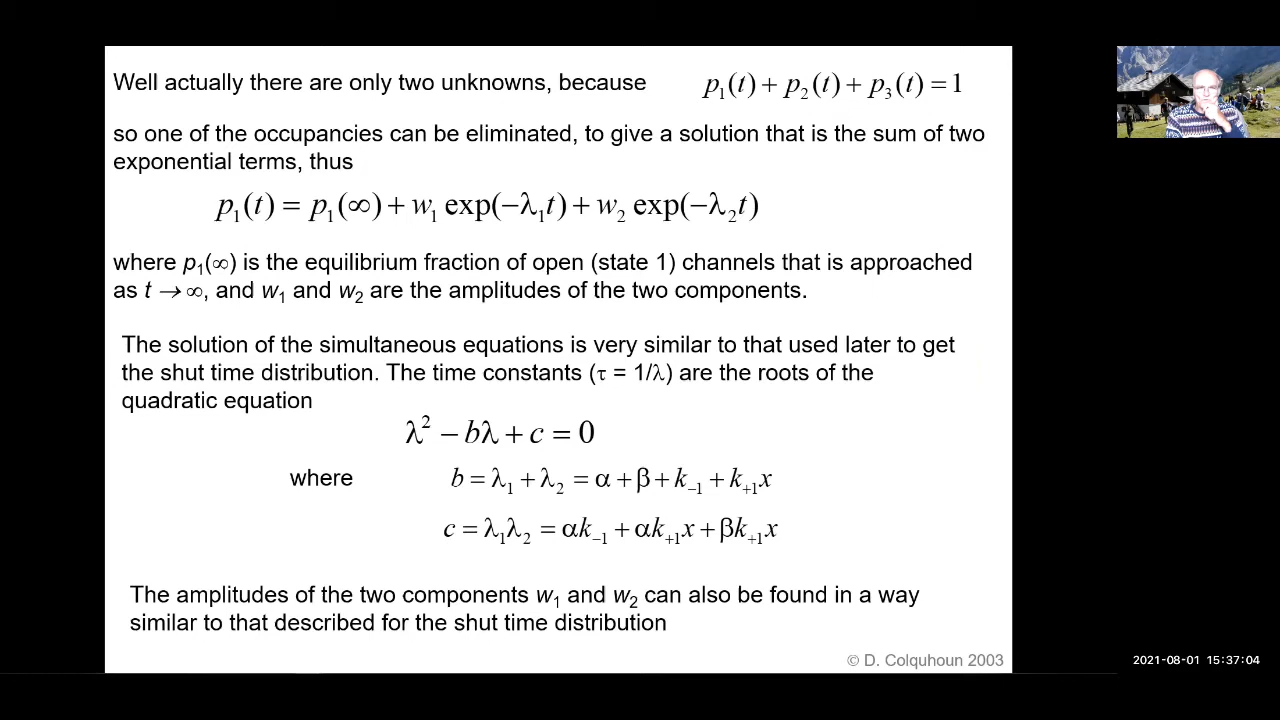 Well actually there are only two unknowns, because p₁(t) + p₂(t) + p₃(t) = 1
so one of the occupancies can be eliminated, to give a solution that is the sum of two
exponential terms, thus
p₁(t) = p₁(∞) + w₁ exp(−λ₁t) + w₂ exp(−λ₂t)
where p₁(∞) is the equilibrium fraction of open (state 1) channels that is approached
as t → ∞, and w₁ and w₂ are the amplitudes of the two components.
The solution of the simultaneous equations is very similar to that used later to get
the shut time distribution. The time constants (τ = 1/λ) are the roots of the
quadratic equation
λ² − bλ + c = 0
where b = λ₁ + λ₂ = α + β + k₋₁ + k₊₁x
c = λ₁λ₂ = αk₋₁ + αk₊₁x + βk₊₁x
The amplitudes of the two components w₁ and w₂ can also be found in a way
similar to that described for the shut time distribution
© D. Colquhoun 2003
2021-08-01 15:37:04